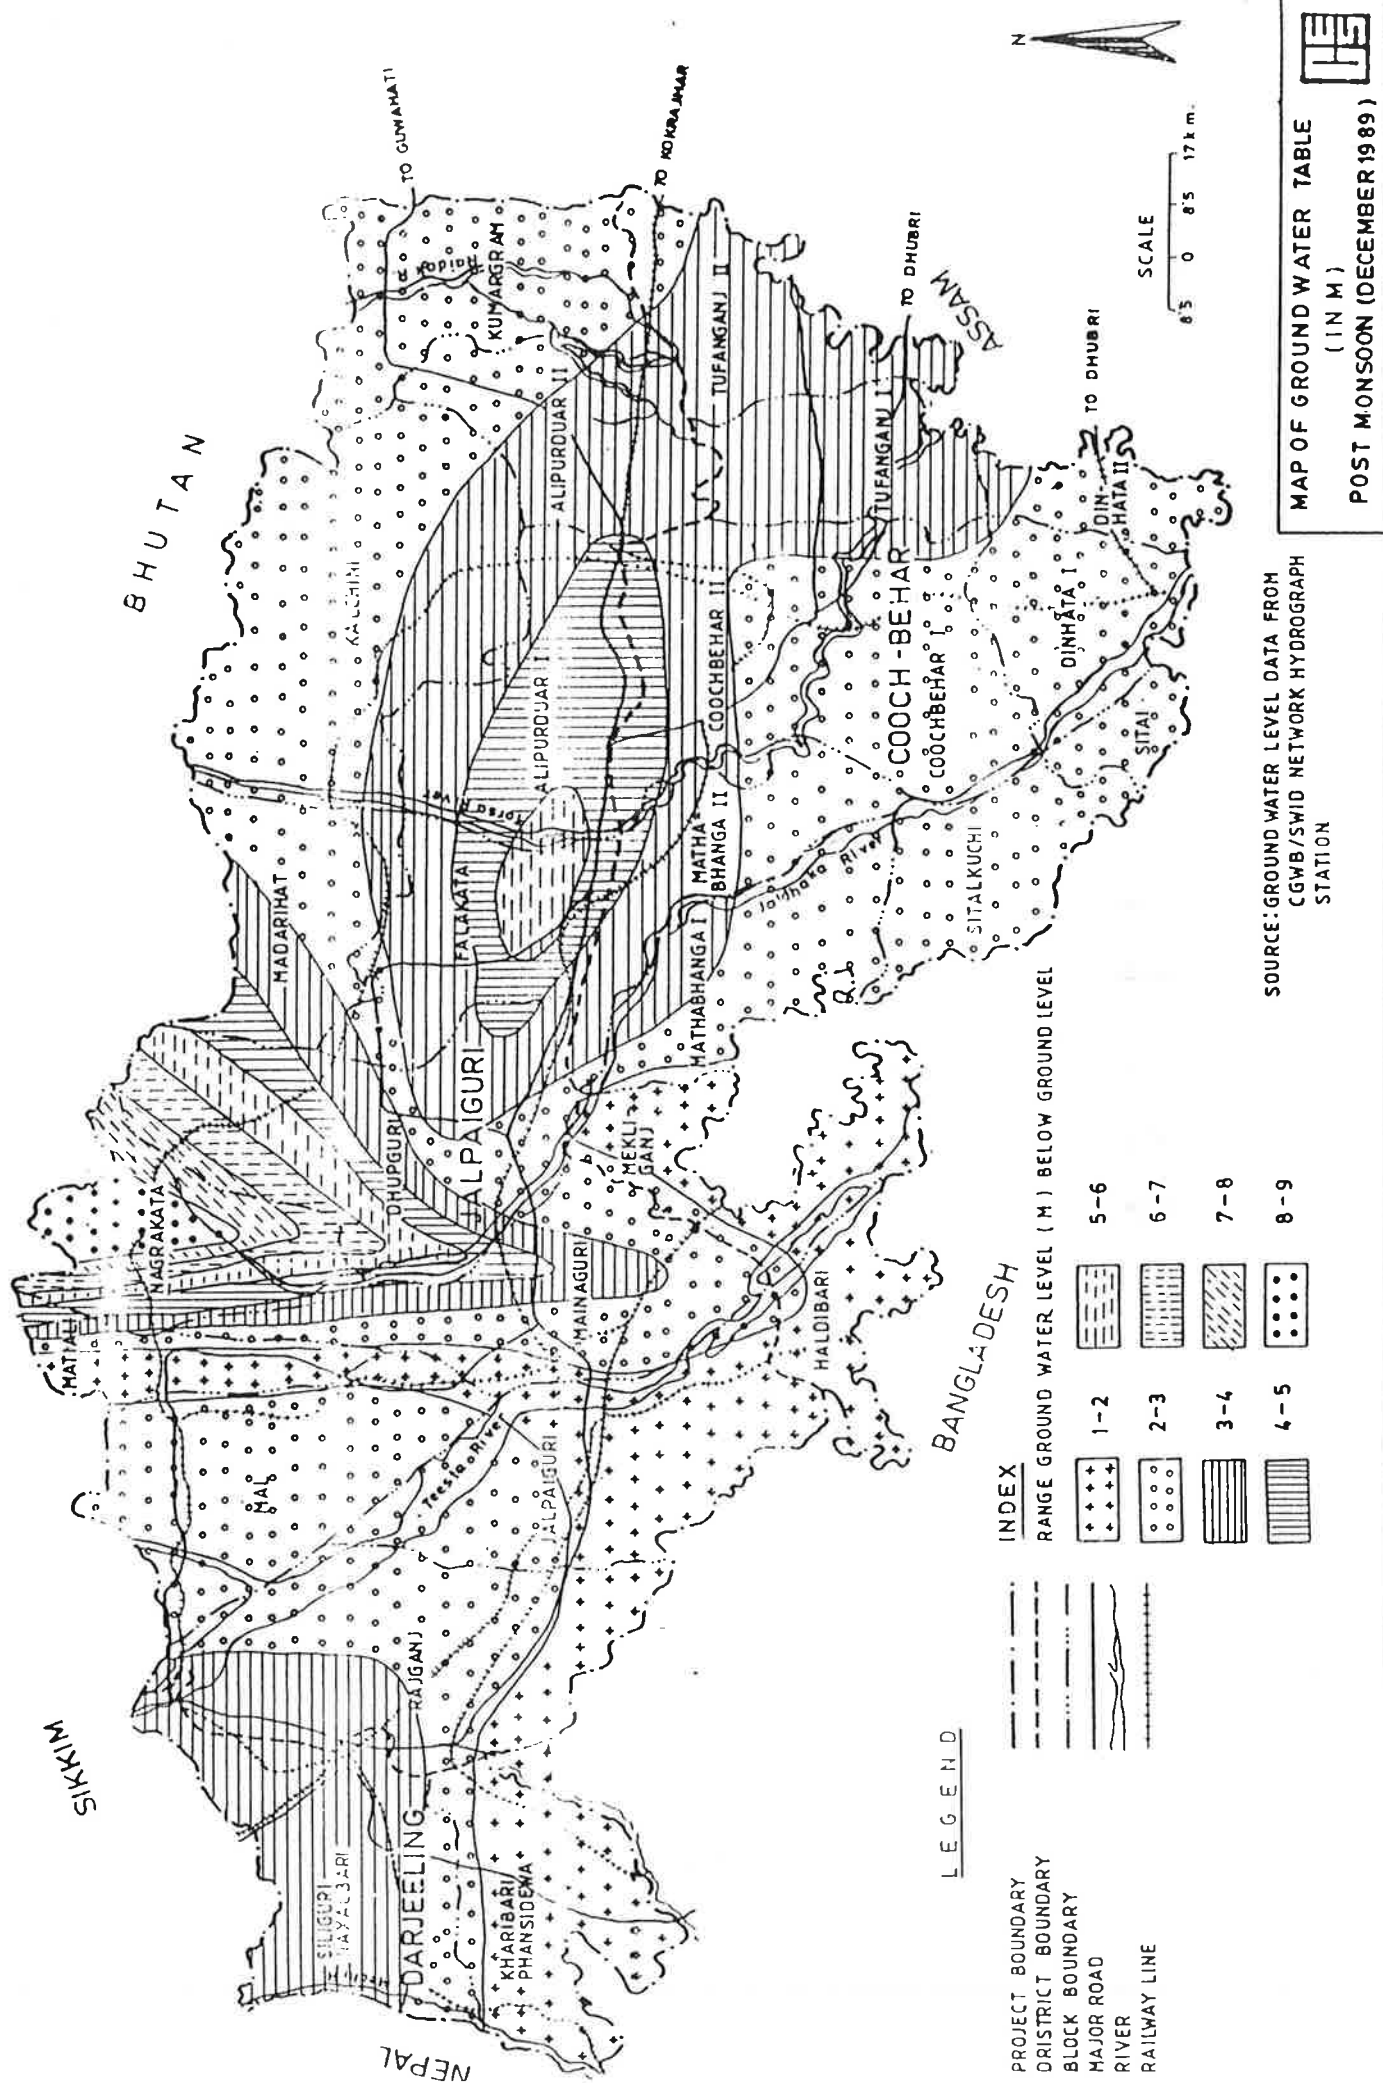 BHUTAN
SIKKIM
NEPAL
BANGLADESH
ASSAM
TO GUWAHATI
TO KOKRAJHAR
TO DHUBRI
TO DHUBRI
N
MATIALI
NAGRAKATA
MADARIHAT
KALCHINI
KUMARGRAM
MAL
DHUPGURI
FALAKATA
ALIPURDUAR I
ALIPURDUAR II
SILIGURI
DARJEELING
RAJGANJ
JALPAIGURI
KHARIBARI
PHANSIDEWA
JALPAIGURI
MAINAGURI
MEKLI-
GANJ
MATHABHANGA I
MATHA-
BHANGA II
COOCHBEHAR II
TUFANGANJ II
HALDIBARI
TUFANGANJ I
COOCH-BEHAR
COOCHBEHAR I
SITALKUCHI
DINHATA I
DIN-
HATA II
SITAI
Teesta River
Torsa River
Jaldhaka River
SCALE
8·5 0 8·5 17 km.
LEGEND
PROJECT BOUNDARY
DRISTRICT BOUNDARY
BLOCK BOUNDARY
MAJOR ROAD
RIVER
RAILWAY LINE
INDEX
RANGE GROUND WATER LEVEL (M) BELOW GROUND LEVEL
1-2 5-6
2-3 6-7
3-4 7-8
4-5 8-9
SOURCE: GROUND WATER LEVEL DATA FROM
CGWB/SWID NETWORK HYDROGRAPH
STATION
MAP OF GROUND WATER TABLE
(IN M)
POST MONSOON (DECEMBER 1989)